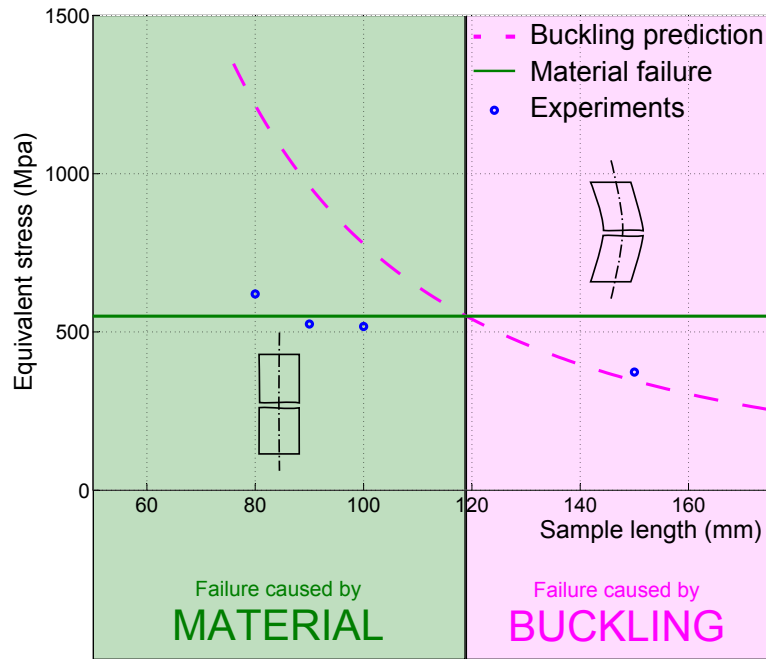 1500
1000
500
0
Equivalent stress (Mpa)
Buckling prediction
Material failure
Experiments
60
80
100
120
140
160
Sample length (mm)
Failure caused by
MATERIAL
Failure caused by
BUCKLING